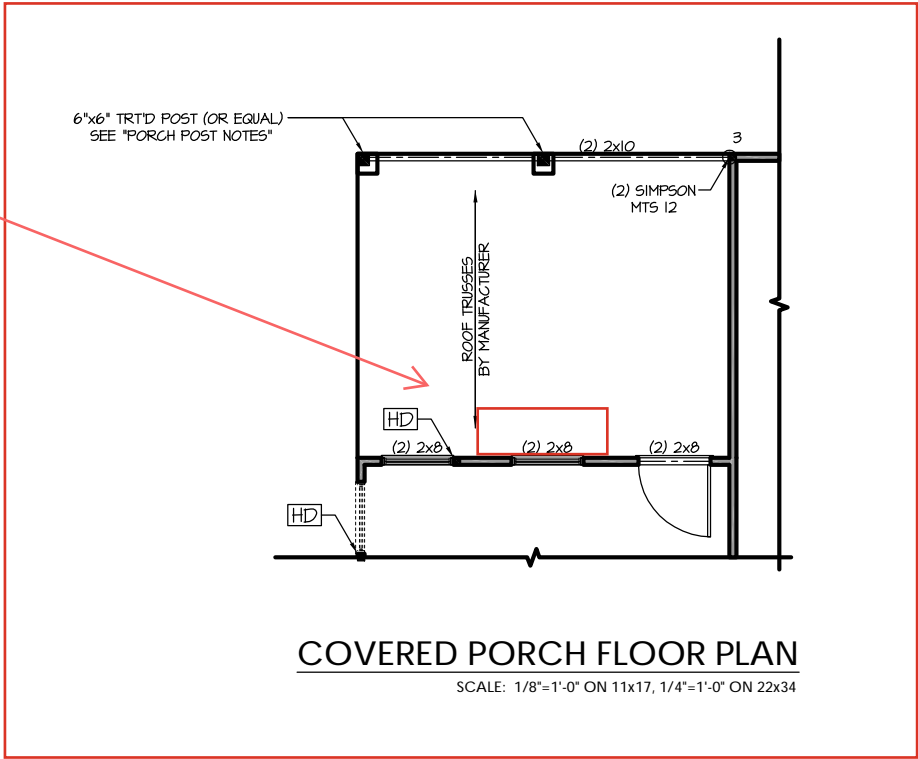 6"x6" TRT'D POST (OR EQUAL)
SEE "PORCH POST NOTES"
(2) 2x10
3
(2) SIMPSON
MTS 12
ROOF TRUSSES
BY MANUFACTURER
HD
(2) 2x8
(2) 2x8
(2) 2x8
HD
COVERED PORCH FLOOR PLAN
SCALE: 1/8"=1'-0" ON 11x17, 1/4"=1'-0" ON 22x34